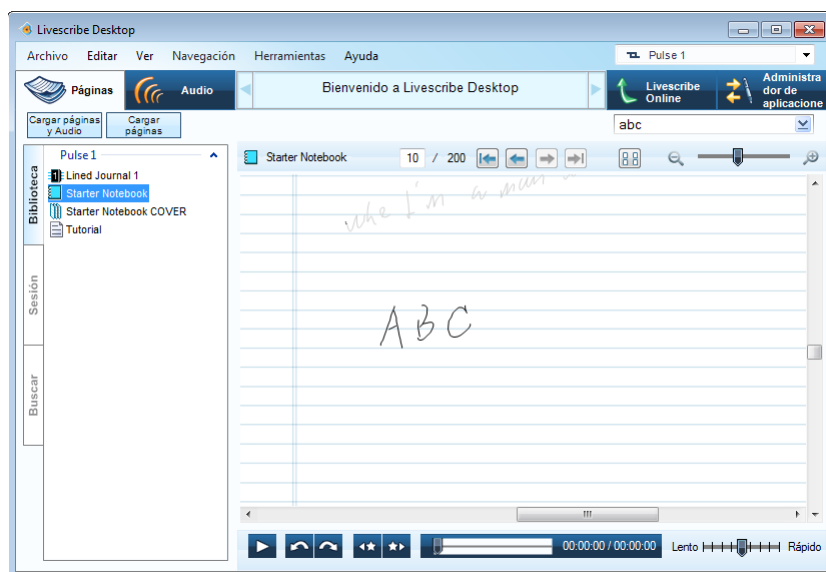 Livescribe Desktop
Archivo Editar Ver Navegación Herramientas Ayuda Pulse 1
Páginas Audio Bienvenido a Livescribe Desktop Livescribe Online Administra dor de aplicacione
Cargar páginas y Audio Cargar páginas abc
Biblioteca
Sesión
Buscar
Pulse 1
Lined Journal 1
Starter Notebook
Starter Notebook COVER
Tutorial
Starter Notebook 10 / 200
I'm a man
A B C
00:00:00 / 00:00:00 Lento Rápido